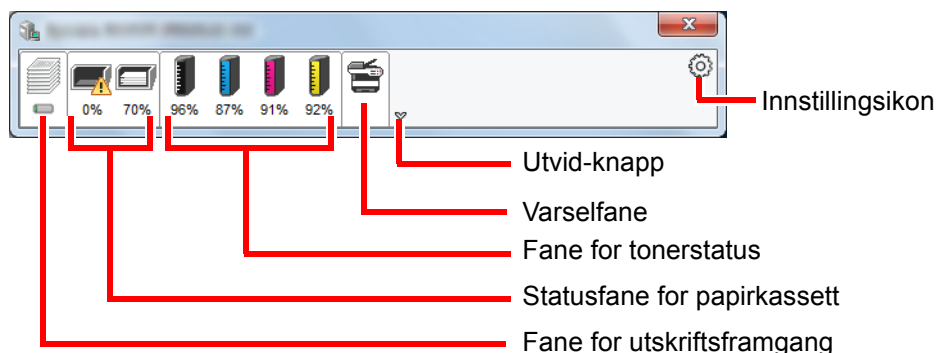 0% 70% 96% 87% 91% 92%
Innstillingsikon
Utvid-knapp
Varselfane
Fane for tonerstatus
Statusfane for papirkassett
Fane for utskriftsframgang